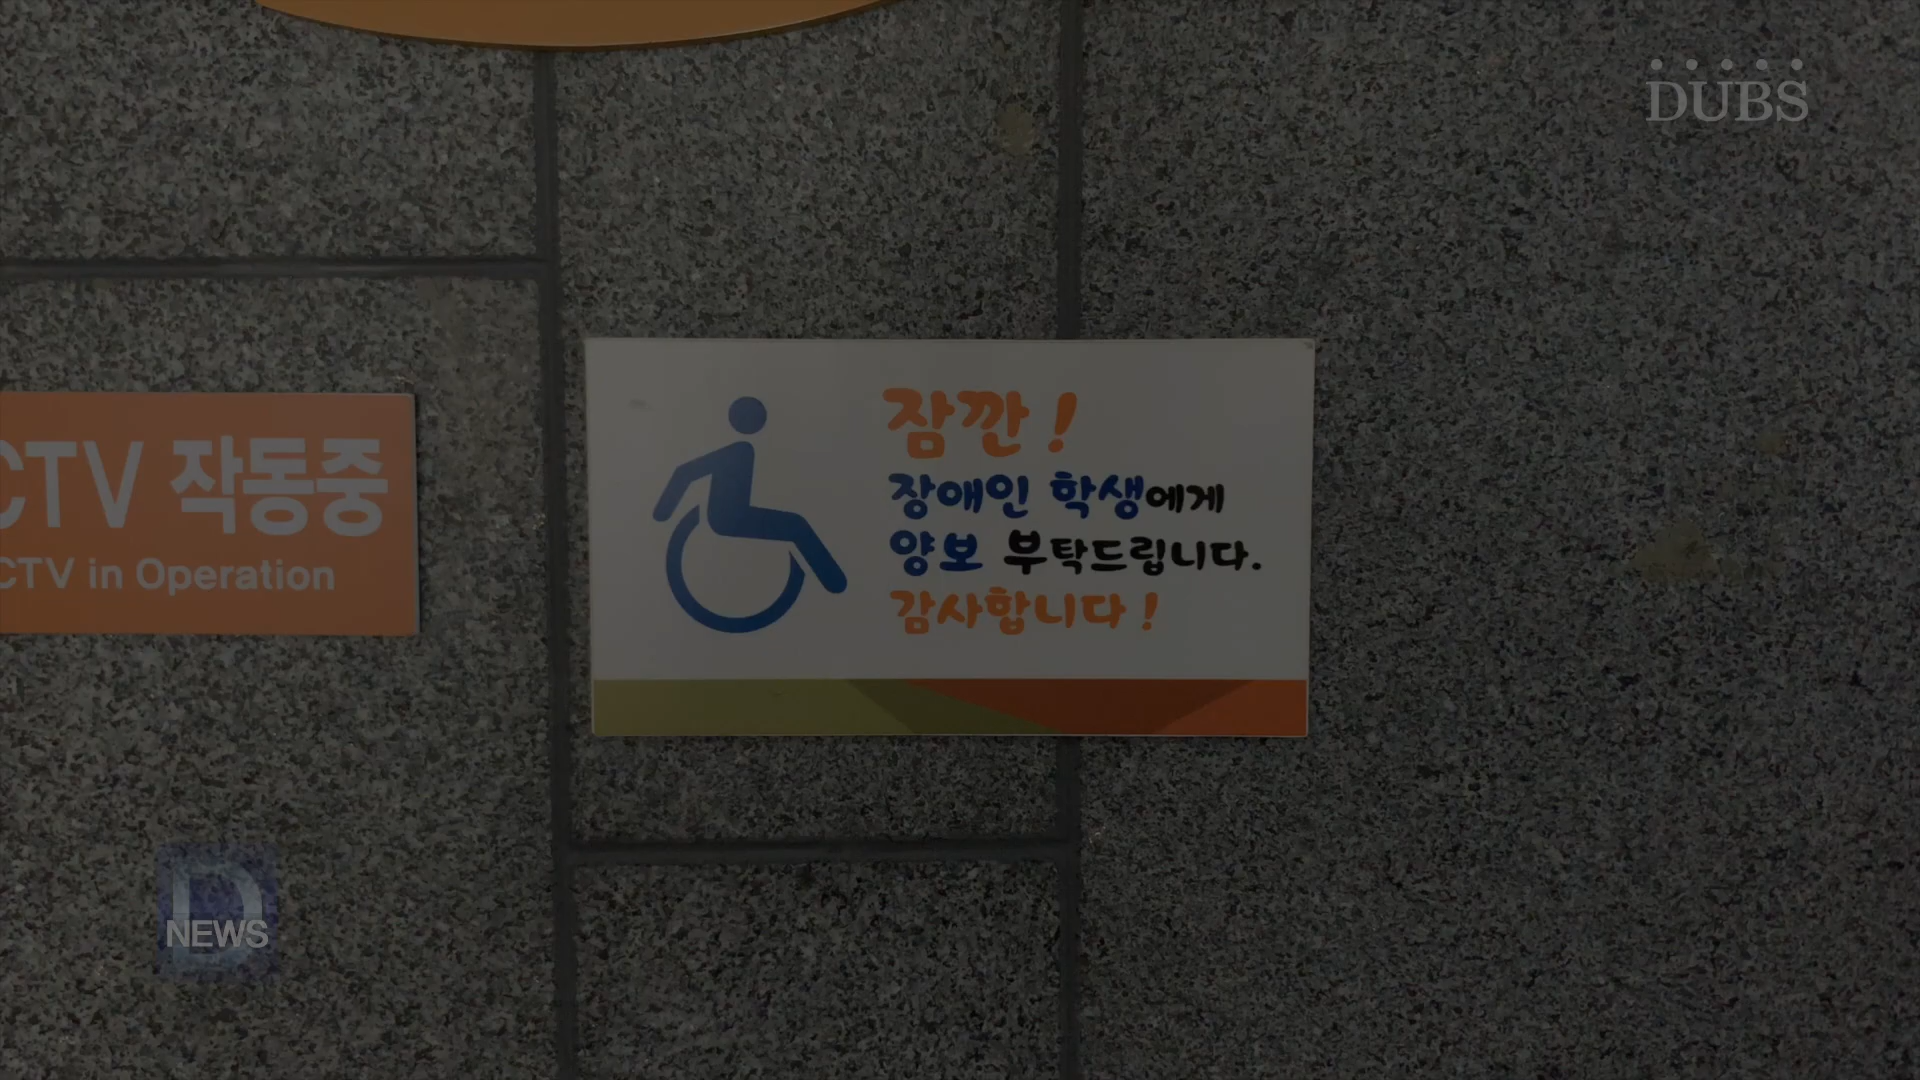 DUBS
잠깐!
장애인 학생에게
양보 부탁드립니다.
감사합니다!
CTV 작동중
CTV in Operation
D
NEWS